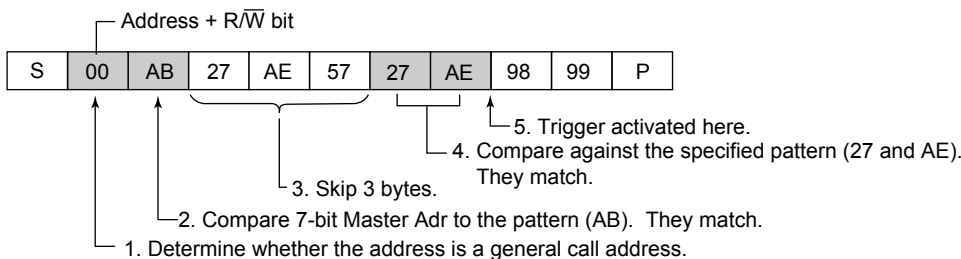 Address + R/W̅ bit
S 00 AB 27 AE 57 27 AE 98 99 P
5. Trigger activated here.
4. Compare against the specified pattern (27 and AE).
They match.
3. Skip 3 bytes.
2. Compare 7-bit Master Adr to the pattern (AB). They match.
1. Determine whether the address is a general call address.